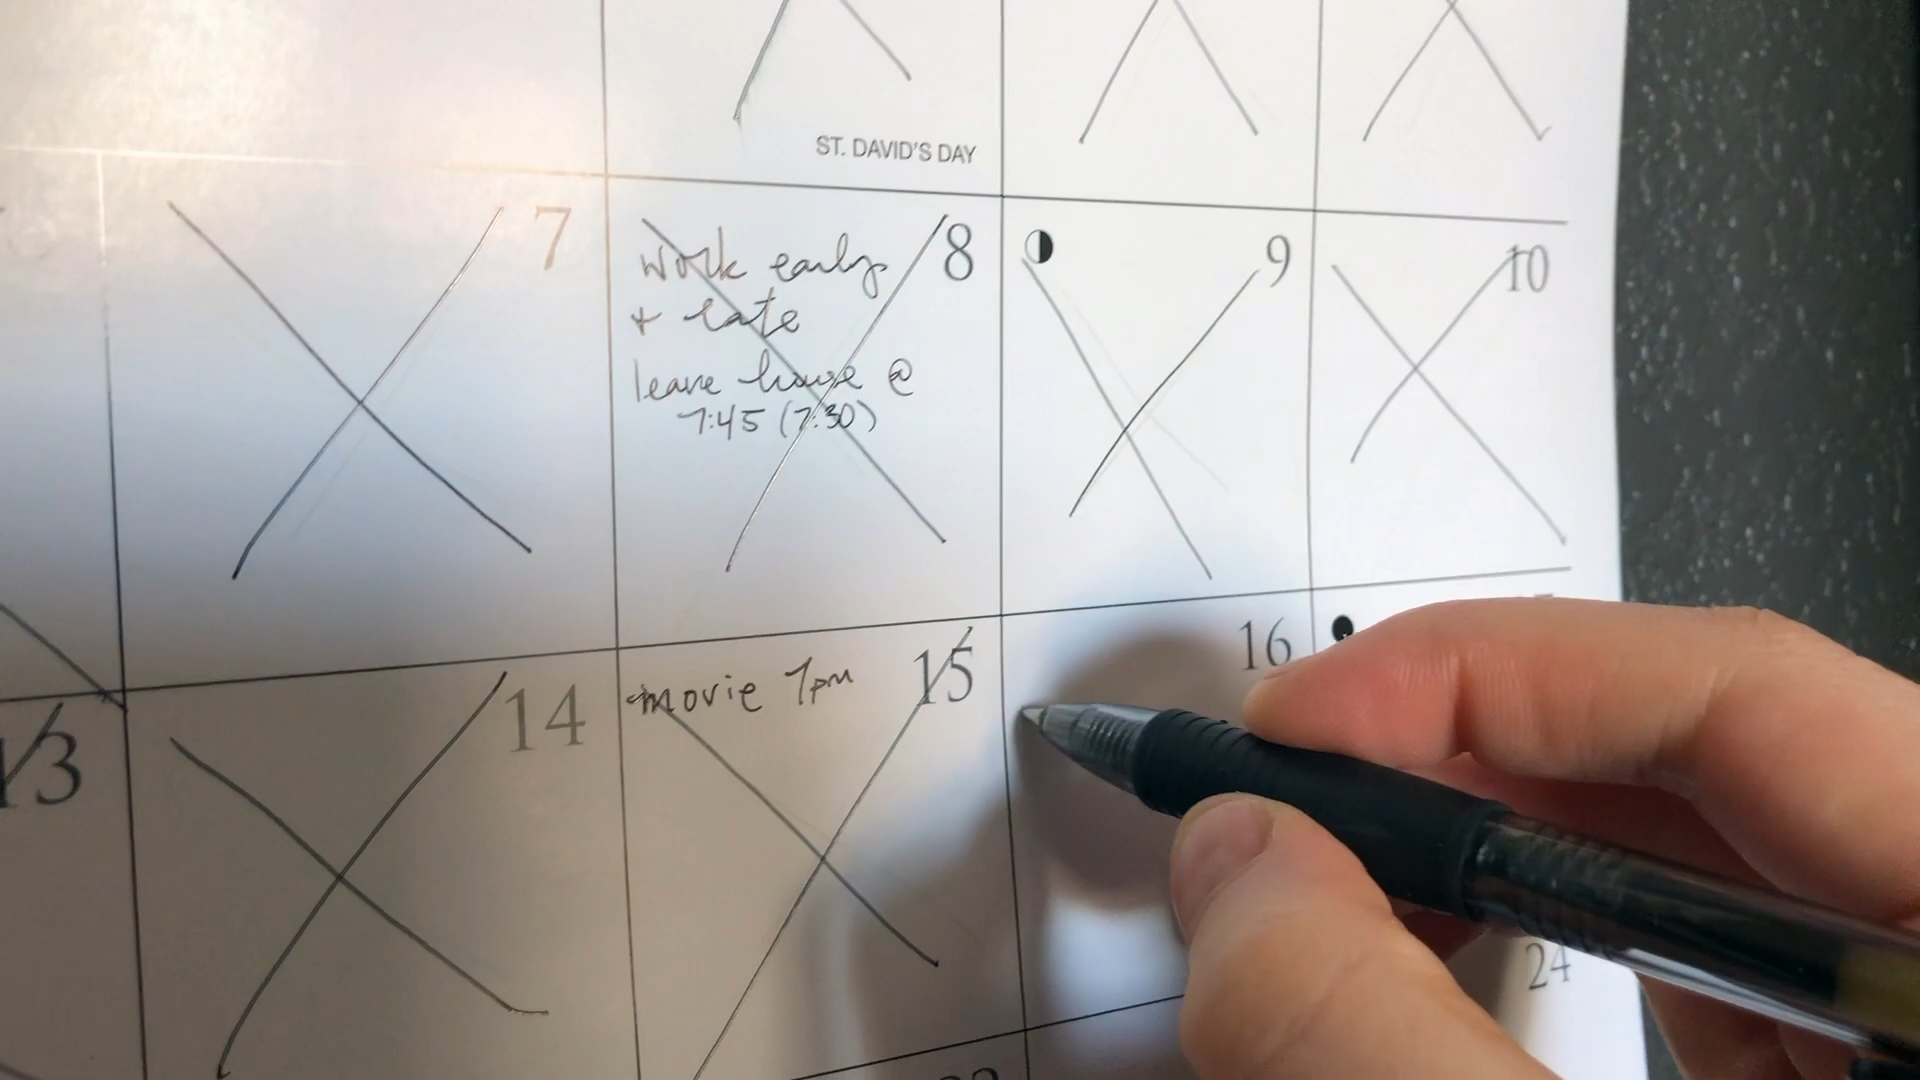 ST. DAVID'S DAY
7
8
work early
+ late
leave house @
7:45 (7:30)
9
10
13
14
15
movie 7pm
16
24